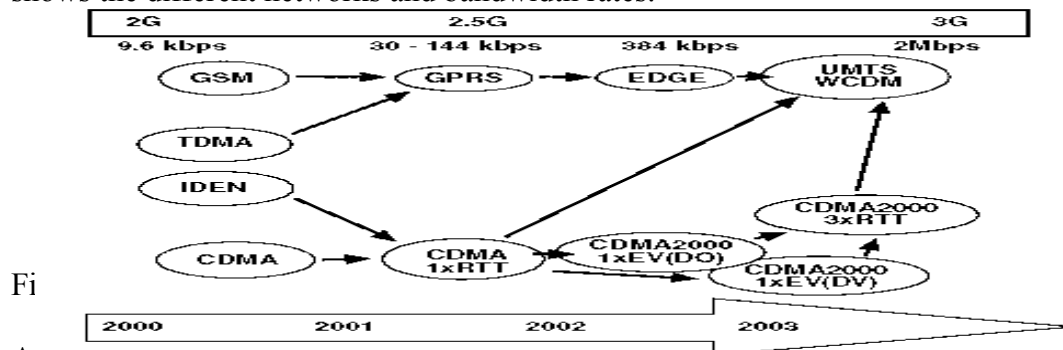 shows the different networks and bandwidth rates.
2G 2.5G 3G
9.6 kbps 30 - 144 kbps 384 kbps 2Mbps
GSM GPRS EDGE UMTS
WCDM
TDMA
IDEN
CDMA2000
3xRTT
CDMA CDMA
1xRTT CDMA2000
1xEV(DO)
CDMA2000
1xEV(DV)
Fi
2000 2001 2002 2003